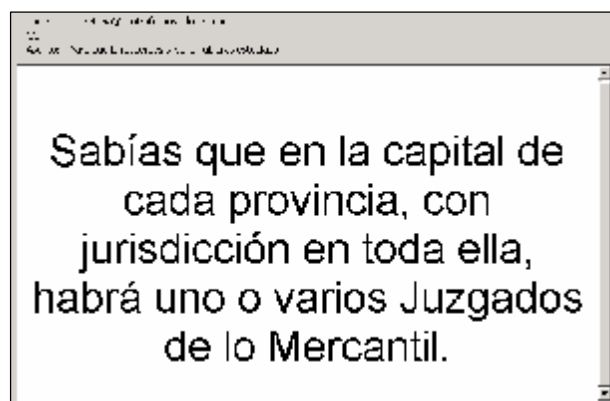 Sabías que en la capital de
cada provincia, con
jurisdicción en toda ella,
habrá uno o varios Juzgados
de lo Mercantil.